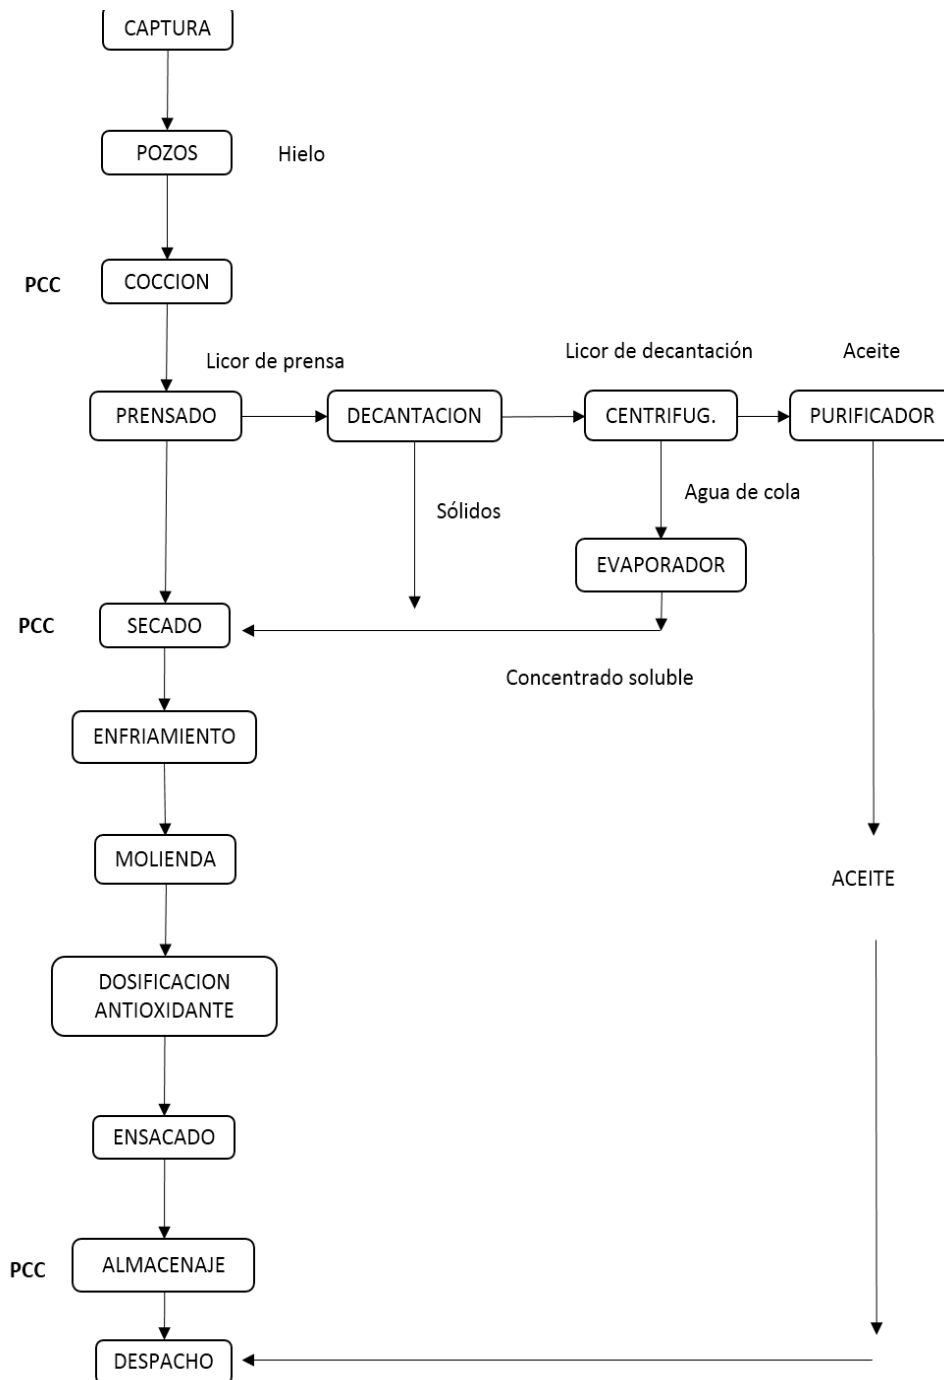 CAPTURA
POZOS
Hielo
PCC
COCCION
Licor de prensa
Licor de decantación
Aceite
PRENSADO
DECANTACION
CENTRIFUG.
PURIFICADOR
Sólidos
Agua de cola
EVAPORADOR
PCC
SECADO
Concentrado soluble
ENFRIAMIENTO
MOLIENDA
ACEITE
DOSIFICACION
ANTIOXIDANTE
ENSACADO
PCC
ALMACENAJE
DESPACHO